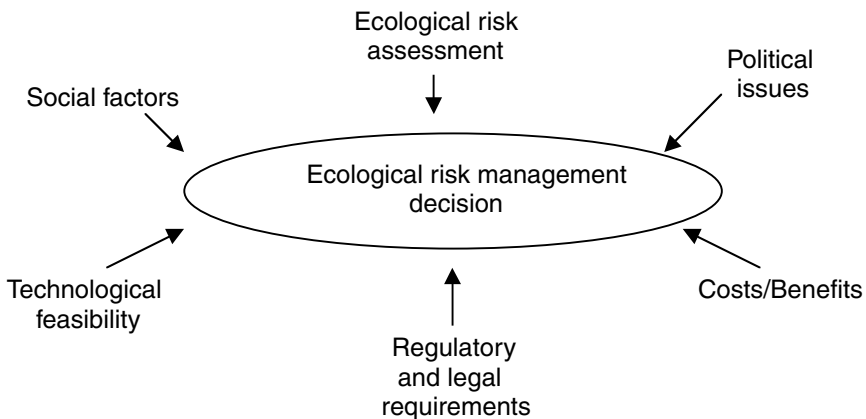 Ecological risk
assessment
Political
issues
Social factors
Ecological risk management
decision
Technological
feasibility
Costs/Benefits
Regulatory
and legal
requirements